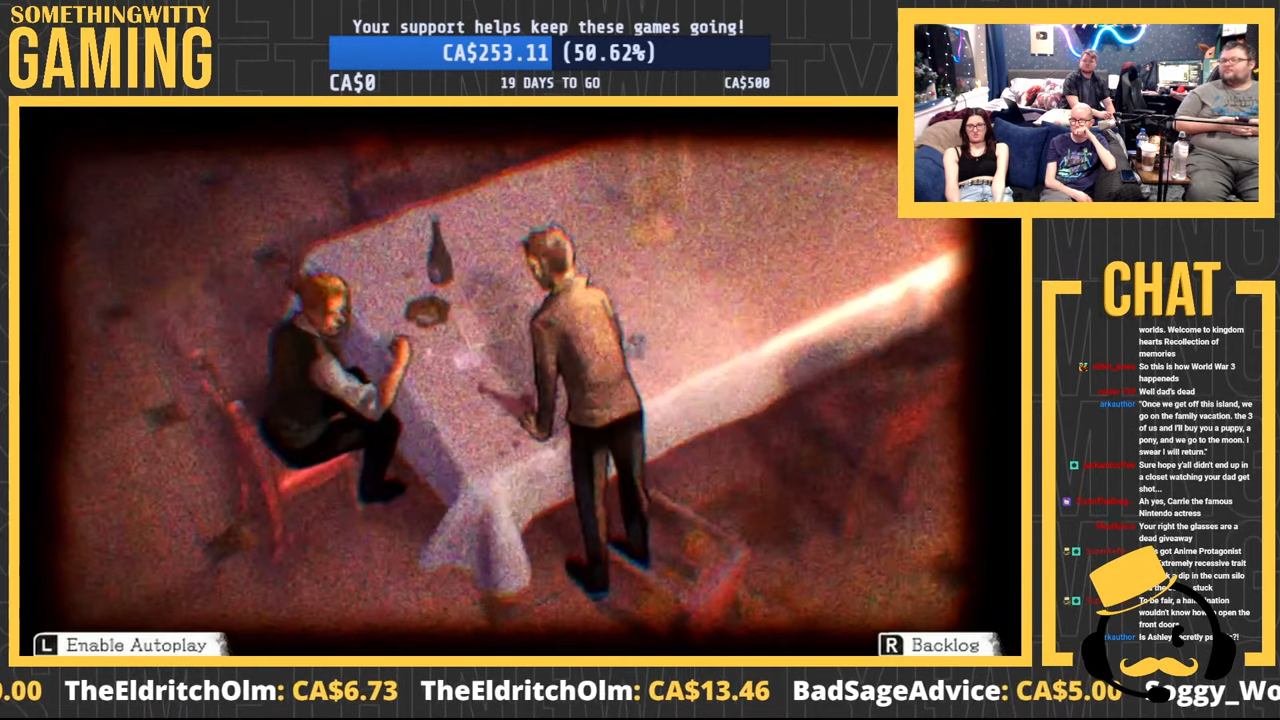 SOMETHINGWITTY
GAMING
Your support helps keep these games going!
CA$253.11 (50.62%)
CA$0
19 DAYS TO GO
CA$500
CHAT
worlds. Welcome to kingdom
hearts Recollection of
memories
So this is how World War 3
happeneds
Well dad's dead
arkauthor "Once we get off this island, we
go on the family vacation. the 3
of us and I'll buy you a puppy, a
pony, and we go to the moon. I
swear I will return."
Sure hope y'all didn't end up in
a closet watching your dad get
shot...
Ah yes, Carrie the famous
Nintendo actress
Your right the glasses are a
dead giveaway
got Anime Protagonist
xtremely recessive trait
a dip in the cum silo
stuck
To be fair, a
wouldn't know open the
front door
arkauthor Is Ashley
L Enable Autoplay
R Backlog
0.00 TheEldritchOlm: CA$6.73 TheEldritchOlm: CA$13.46 BadSageAdvice: CA$5.00 Soggy_Wo